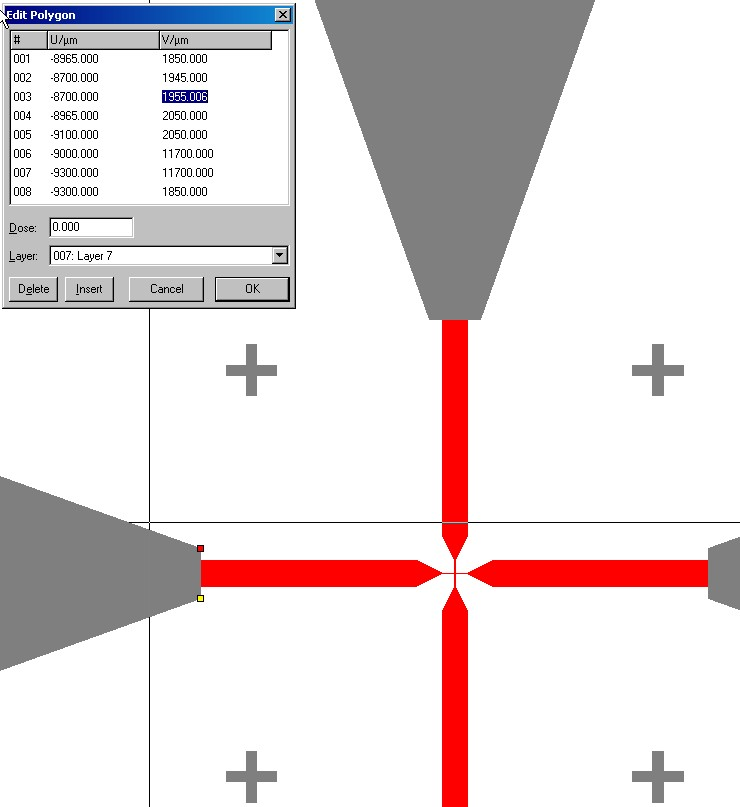 Edit Polygon
# U/µm V/µm
001 -8965.000 1850.000
002 -8700.000 1945.000
003 -8700.000 1955.006
004 -8965.000 2050.000
005 -9100.000 2050.000
006 -9000.000 11700.000
007 -9300.000 11700.000
008 -9300.000 1850.000
Dose: 0.000
Layer: 007: Layer 7
Delete Insert Cancel OK